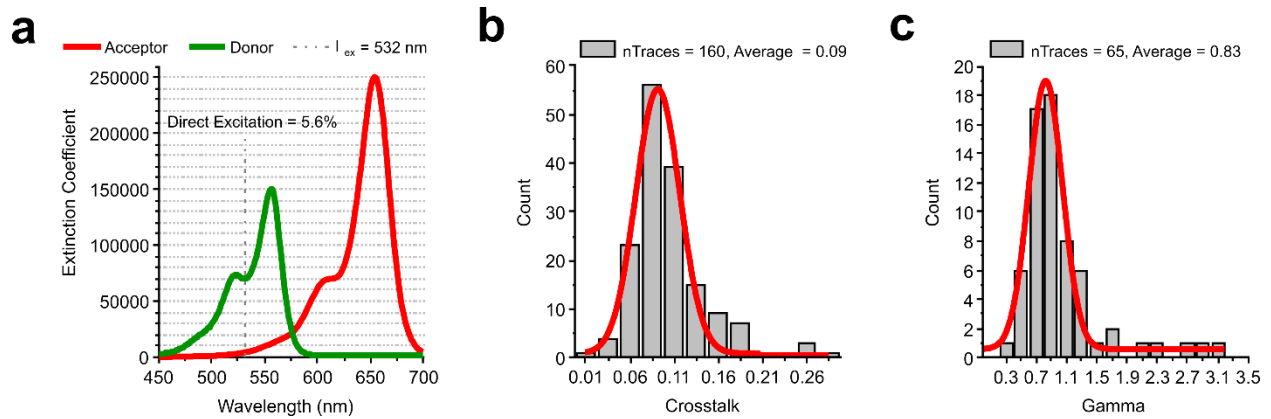 a
Acceptor Donor l ex = 532 nm
Direct Excitation = 5.6%
Extinction Coefficient
250000
200000
150000
100000
50000
0
450 500 550 600 650 700
Wavelength (nm)
b
nTraces = 160, Average = 0.09
Count
60
50
40
30
20
10
0
0.01 0.06 0.11 0.16 0.21 0.26
Crosstalk
c
nTraces = 65, Average = 0.83
Count
20
18
16
14
12
10
8
6
4
2
0
0.3 0.7 1.1 1.5 1.9 2.3 2.7 3.1 3.5
Gamma